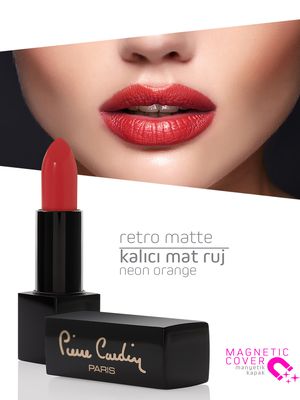 retro matte
kalıcı mat ruj
neon orange
Pierre Cardin
PARIS
MAGNETIC
COVER
manyetik
kapak